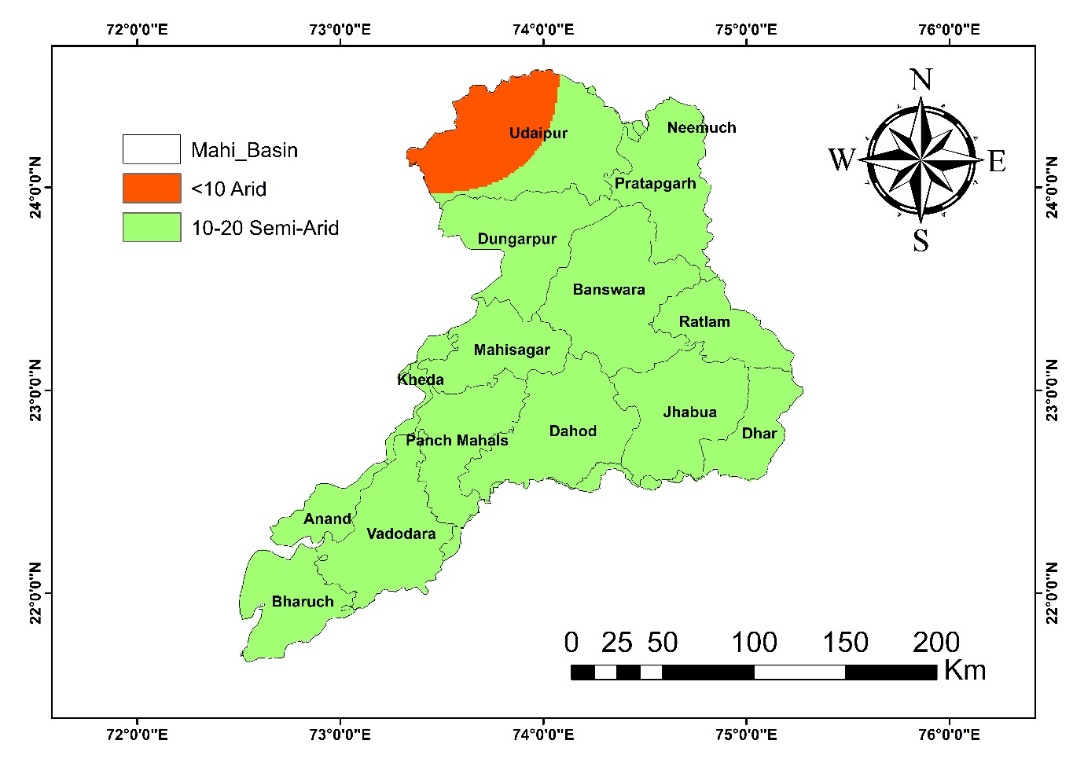 72°0'0"E 73°0'0"E 74°0'0"E 75°0'0"E 76°0'0"E
N
W E
S
Mahi_Basin
<10 Arid
10-20 Semi-Arid
24°0'0"N
24°0'0"N
23°0'0"N
23°0'0"N
22°0'0"N
22°0'0"N
Neemuch
Udaipur
Pratapgarh
Dungarpur
Banswara
Ratlam
Mahisagar
Kheda
Jhabua
Dahod
Dhar
Panch Mahals
Anand
Vadodara
Bharuch
0 25 50 100 150 200
Km
72°0'0"E 73°0'0"E 74°0'0"E 75°0'0"E 76°0'0"E